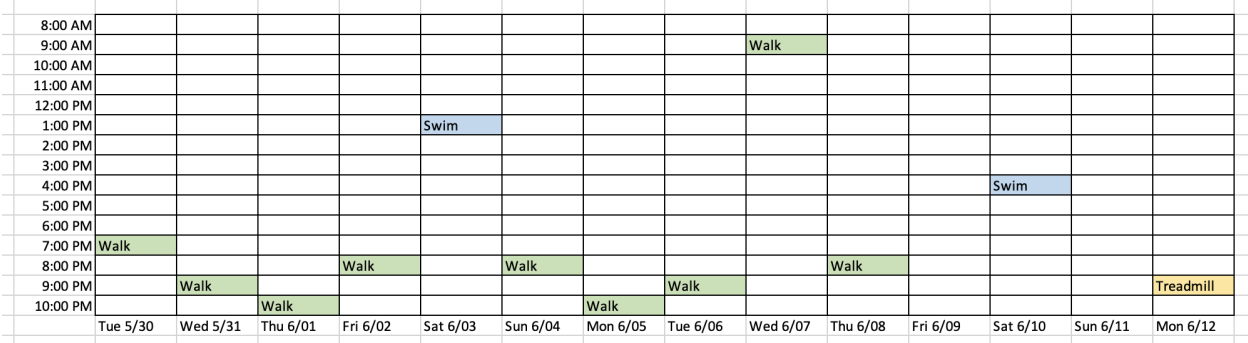 8:00 AM
9:00 AM Walk
10:00 AM
11:00 AM
12:00 PM
1:00 PM Swim
2:00 PM
3:00 PM
4:00 PM Swim
5:00 PM
6:00 PM
7:00 PM Walk
8:00 PM Walk Walk Walk
9:00 PM Walk Walk Treadmill
10:00 PM Walk Walk
Tue 5/30 Wed 5/31 Thu 6/01 Fri 6/02 Sat 6/03 Sun 6/04 Mon 6/05 Tue 6/06 Wed 6/07 Thu 6/08 Fri 6/09 Sat 6/10 Sun 6/11 Mon 6/12